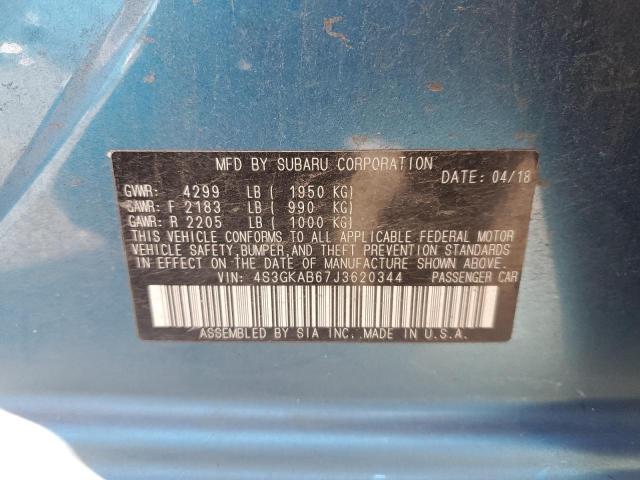 MFD BY SUBARU CORPORATION
DATE: 04/18
GVWR: 4299 LB ( 1950 KG)
GAWR: F 2183 LB ( 990 KG)
GAWR: R 2205 LB ( 1000 KG)
THIS VEHICLE CONFORMS TO ALL APPLICABLE FEDERAL MOTOR
VEHICLE SAFETY, BUMPER, AND THEFT PREVENTION STANDARDS
IN EFFECT ON THE DATE OF MANUFACTURE SHOWN ABOVE.
VIN: 4S3GKAB67J3620344 PASSENGER CAR
ASSEMBLED BY SIA INC. MADE IN U.S.A.